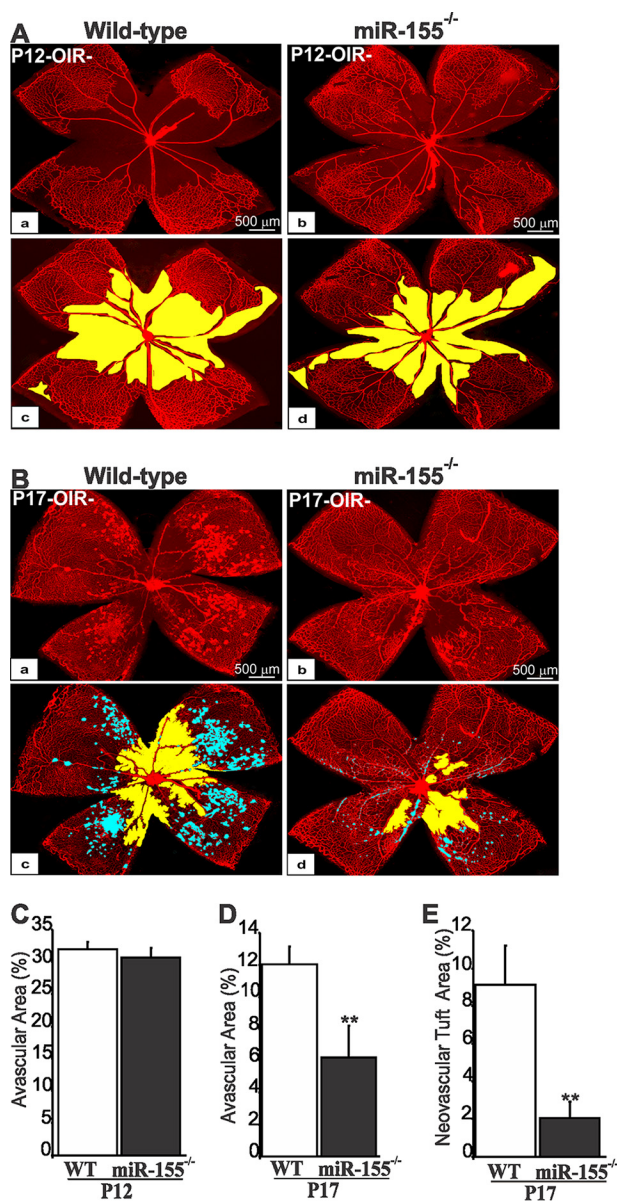 A Wild-type miR-155-/-
P12-OIR- P12-OIR-
a 500 μm b 500 μm
c d
B Wild-type miR-155-/-
P17-OIR- P17-OIR-
a 500 μm b 500 μm
c d
C D E
Avascular Area (%)
35
30
25
20
15
10
5
0
WT miR-155-/-
P12
Avascular Area (%)
14
12
10
8
6
4
2
0
**
WT miR-155-/-
P17
Neovascular Tuft Area (%)
12
10
8
6
4
2
0
**
WT miR-155-/-
P17